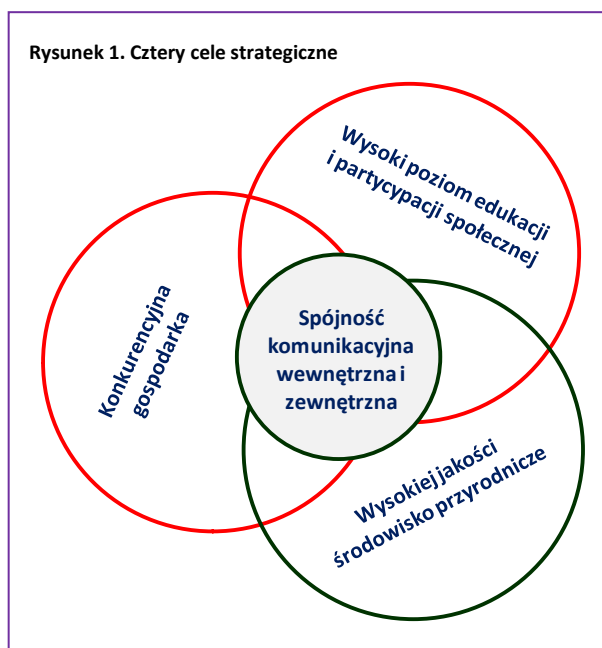 Rysunek 1. Cztery cele strategiczne
Wysoki poziom edukacji
i partycypacji społecznej
Konkurencyjna
gospodarka
Spójność
komunikacyjna
wewnętrzna i
zewnętrzna
Wysokiej jakości
środowisko przyrodnicze